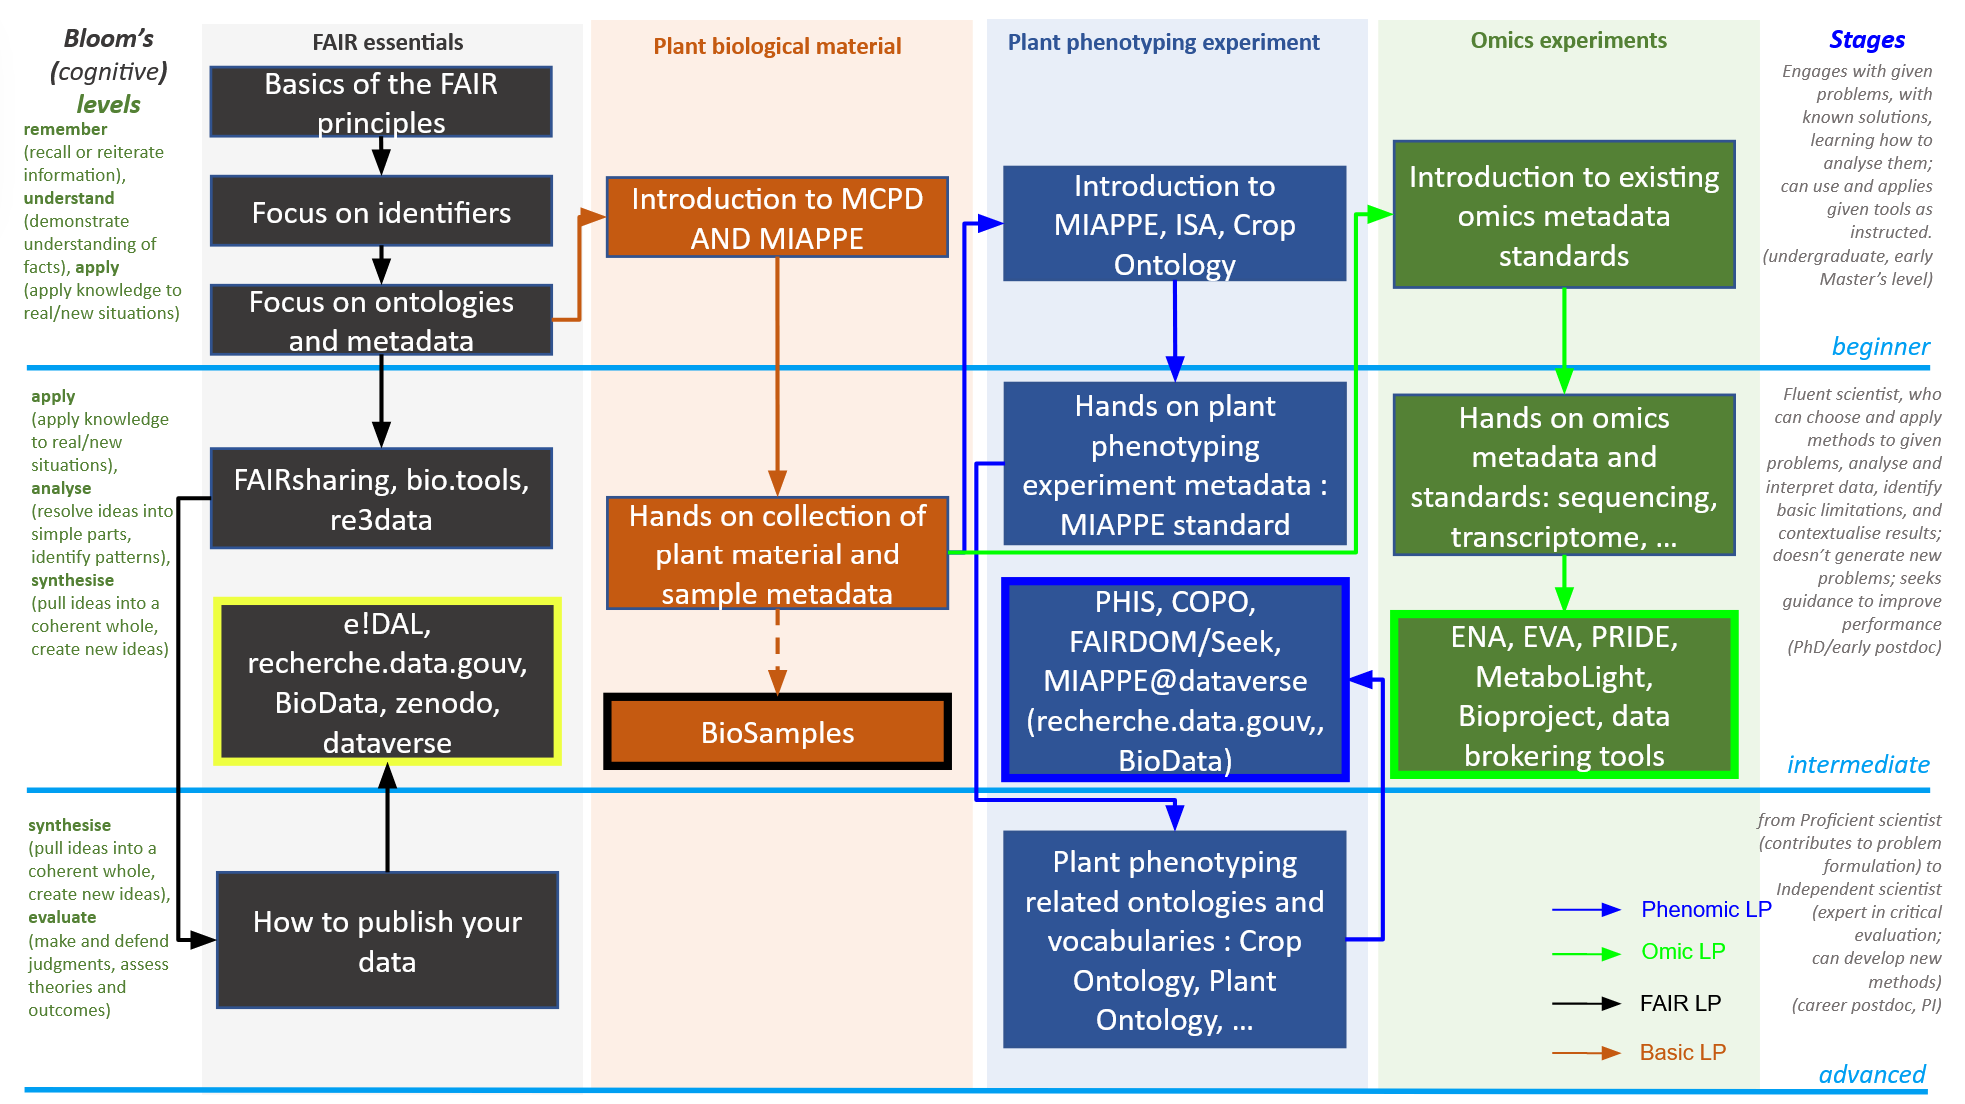 Bloom’s
(cognitive)
levels
remember
(recall or reiterate
information),
understand
(demonstrate
understanding of
facts), apply
(apply knowledge to
real/new situations)
apply
(apply knowledge
to real/new
situations),
analyse
(resolve ideas into
simple parts,
identify patterns),
synthesise
(pull ideas into a
coherent whole,
create new ideas)
synthesise
(pull ideas into a
coherent whole,
create new ideas),
evaluate
(make and defend
judgments, assess
theories and
outcomes)
FAIR essentials
Basics of the FAIR
principles
Focus on identifiers
Focus on ontologies
and metadata
FAIRsharing, bio.tools,
re3data
e!DAL,
recherche.data.gouv,
BioData, zenodo,
dataverse
How to publish your
data
Plant biological material
Introduction to MCPD
AND MIAPPE
Hands on collection of
plant material and
sample metadata
BioSamples
Plant phenotyping experiment
Introduction to
MIAPPE, ISA, Crop
Ontology
Hands on plant
phenotyping
experiment metadata :
MIAPPE standard
PHIS, COPO,
FAIRDOM/Seek,
MIAPPE@dataverse
(recherche.data.gouv,,
BioData)
Plant phenotyping
related ontologies and
vocabularies : Crop
Ontology, Plant
Ontology, ...
Omics experiments
Introduction to existing
omics metadata
standards
Hands on omics
metadata and
standards: sequencing,
transcriptome, ...
ENA, EVA, PRIDE,
MetaboLight,
Bioproject, data
brokering tools
Phenomic LP
Omic LP
FAIR LP
Basic LP
Stages
Engages with given
problems, with
known solutions,
learning how to
analyse them;
can use and applies
given tools as
instructed.
(undergraduate, early
Master’s level)
beginner
Fluent scientist, who
can choose and apply
methods to given
problems, analyse and
interpret data, identify
basic limitations, and
contextualise results;
doesn’t generate new
problems; seeks
guidance to improve
performance
(PhD/early postdoc)
intermediate
from Proficient scientist
(contributes to problem
formulation) to
Independent scientist
(expert in critical
evaluation;
can develop new
methods)
(career postdoc, PI)
advanced